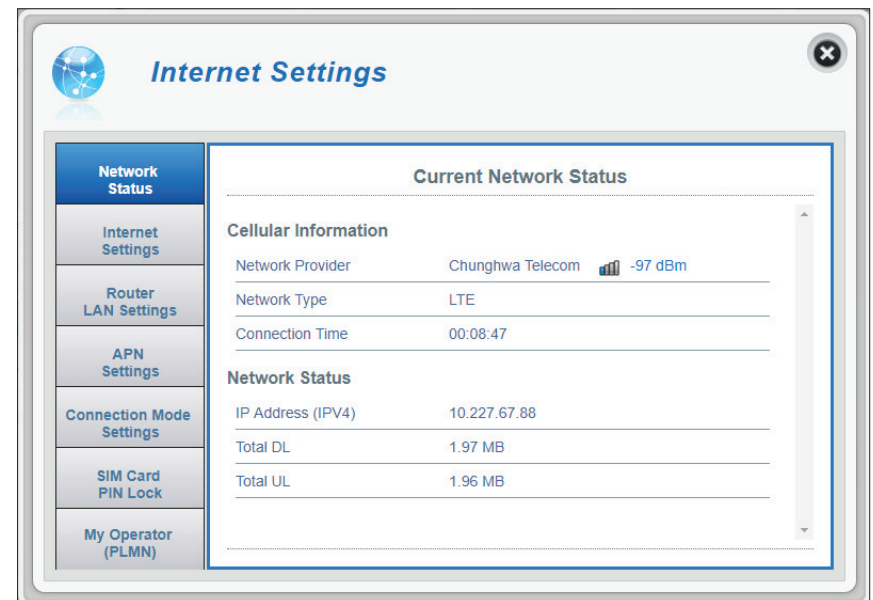 Internet Settings
Network
Status
Internet
Settings
Router
LAN Settings
APN
Settings
Connection Mode
Settings
SIM Card
PIN Lock
My Operator
(PLMN)
Current Network Status
Cellular Information
Network Provider Chunghwa Telecom -97 dBm
Network Type LTE
Connection Time 00:08:47
Network Status
IP Address (IPV4) 10.227.67.88
Total DL 1.97 MB
Total UL 1.96 MB